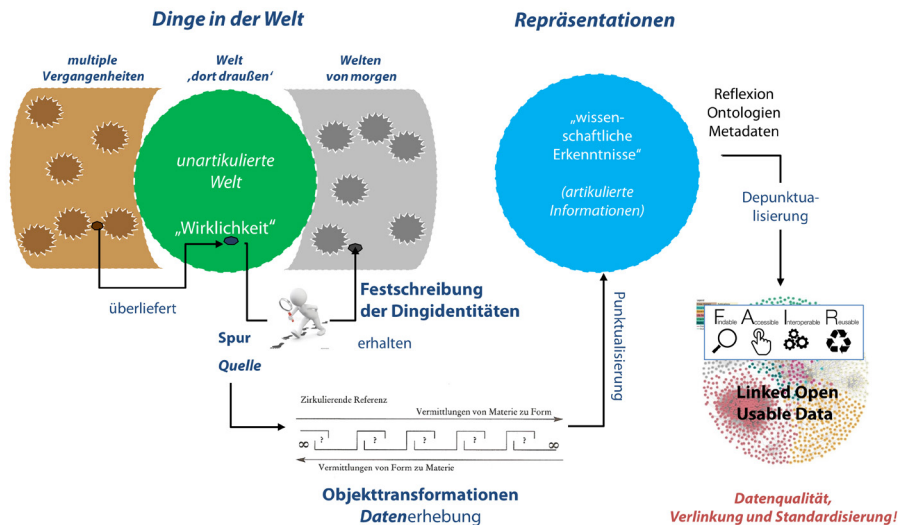 Dinge in der Welt
Repräsentationen
multiple
Vergangenheiten
Welt
‚dort draußen‘
Welten
von morgen
unartikulierte
Welt
„Wirklichkeit“
„wissen-
schaftliche
Erkenntnisse“
(artikulierte
Informationen)
Reflexion
Ontologien
Metadaten
Depunktua-
lisierung
überliefert
Festschreibung
der Dingidentitäten
erhalten
Spur
Quelle
Punktualisierung
Findable
Accessible
Interoperable
Reusable
Linked Open
Usable Data
Zirkulierende Referenz
Vermittlungen von Materie zu Form
∞ ? ? ? ? ? ∞
Vermittlungen von Form zu Materie
Objekttransformationen
Datenerhebung
Datenqualität,
Verlinkung und Standardisierung!